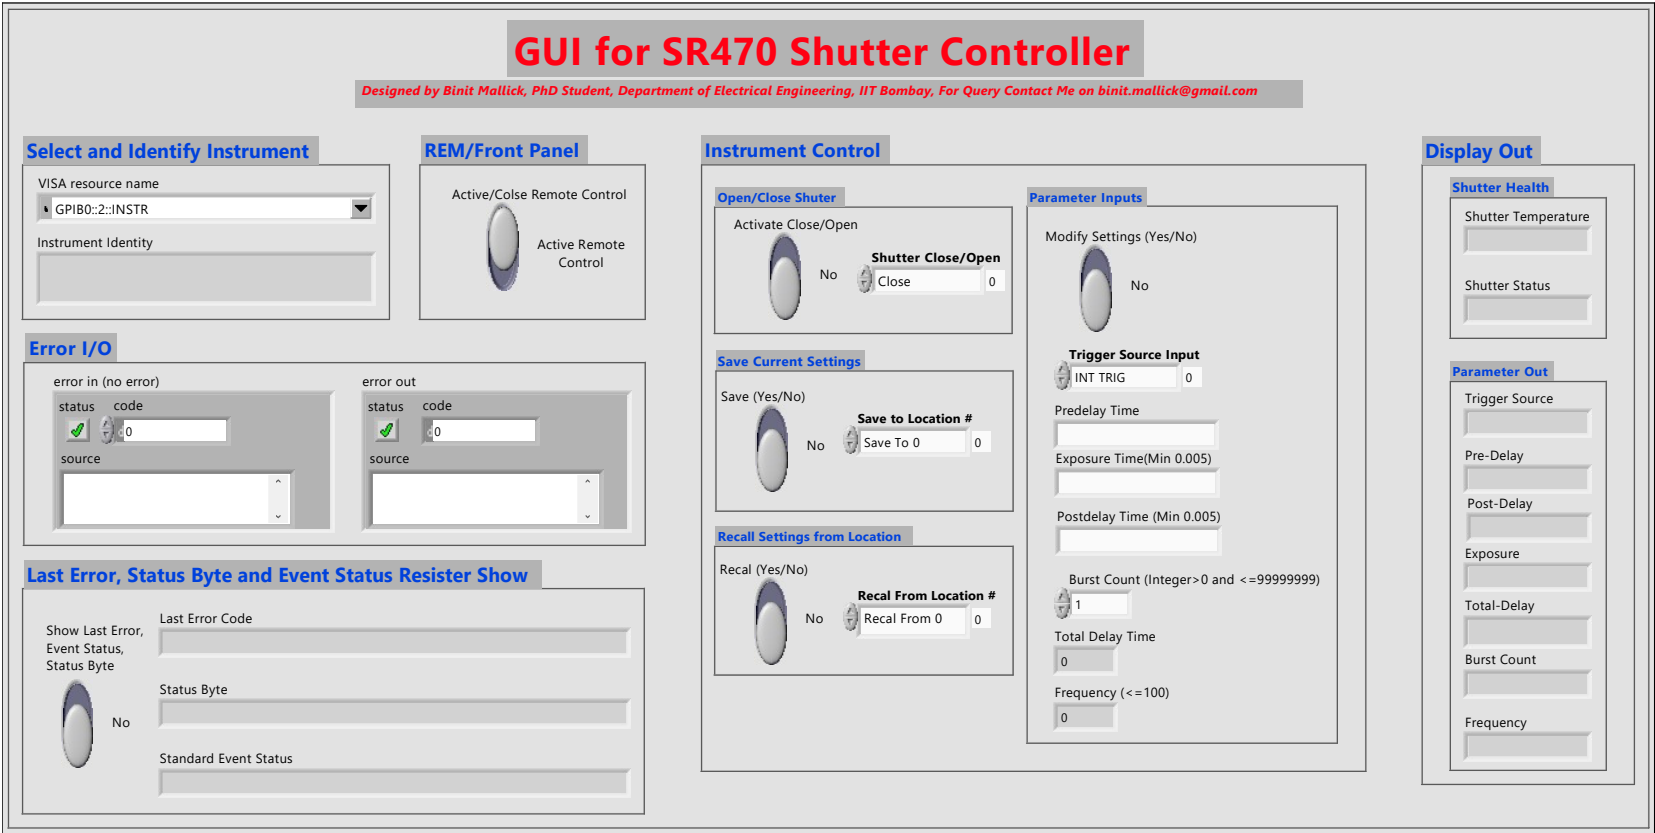 GUI for SR470 Shutter Controller
Designed by Binit Mallick, PhD Student, Department of Electrical Engineering, IIT Bombay, For Query Contact Me on binit.mallick@gmail.com
Select and Identify Instrument
VISA resource name
GPIB0::2::INSTR
Instrument Identity
REM/Front Panel
Active/Colse Remote Control
Active Remote
Control
Error I/O
error in (no error)
status code
0
source
error out
status code
0
source
Last Error, Status Byte and Event Status Resister Show
Show Last Error,
Event Status,
Status Byte
No
Last Error Code
Status Byte
Standard Event Status
Instrument Control
Open/Close Shuter
Activate Close/Open
No
Shutter Close/Open
Close 0
Save Current Settings
Save (Yes/No)
No
Save to Location #
Save To 0 0
Recall Settings from Location
Recal (Yes/No)
No
Recal From Location #
Recal From 0 0
Parameter Inputs
Modify Settings (Yes/No)
No
Trigger Source Input
INT TRIG 0
Predelay Time
Exposure Time(Min 0.005)
Postdelay Time (Min 0.005)
Burst Count (Integer>0 and <=99999999)
1
Total Delay Time
0
Frequency (<=100)
0
Display Out
Shutter Health
Shutter Temperature
Shutter Status
Parameter Out
Trigger Source
Pre-Delay
Post-Delay
Exposure
Total-Delay
Burst Count
Frequency